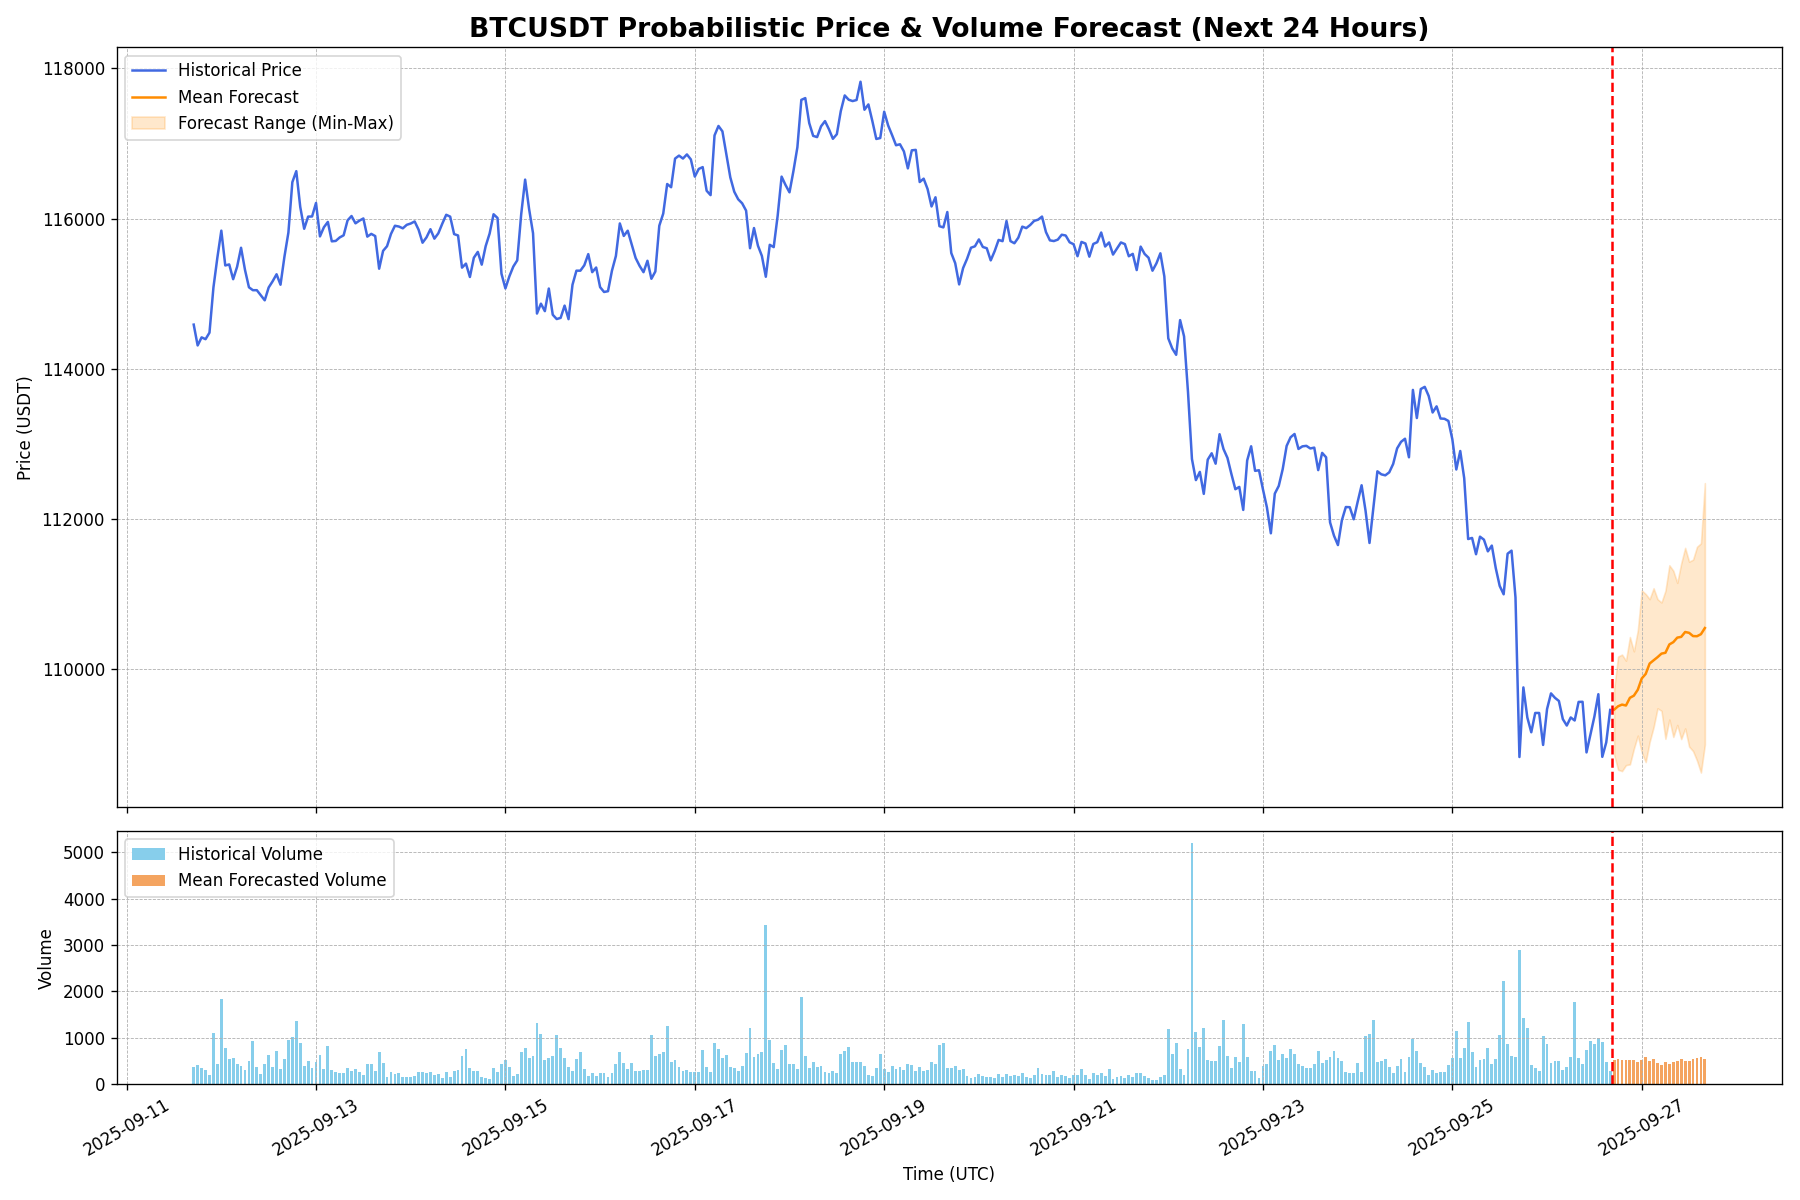 BTCUSDT Probabilistic Price & Volume Forecast (Next 24 Hours)
Historical Price
Mean Forecast
Forecast Range (Min-Max)
118000
116000
114000
112000
110000
Price (USDT)
Historical Volume
Mean Forecasted Volume
5000
4000
3000
2000
1000
0
Volume
2025-09-11
2025-09-13
2025-09-15
2025-09-17
2025-09-19
2025-09-21
2025-09-23
2025-09-25
2025-09-27
Time (UTC)